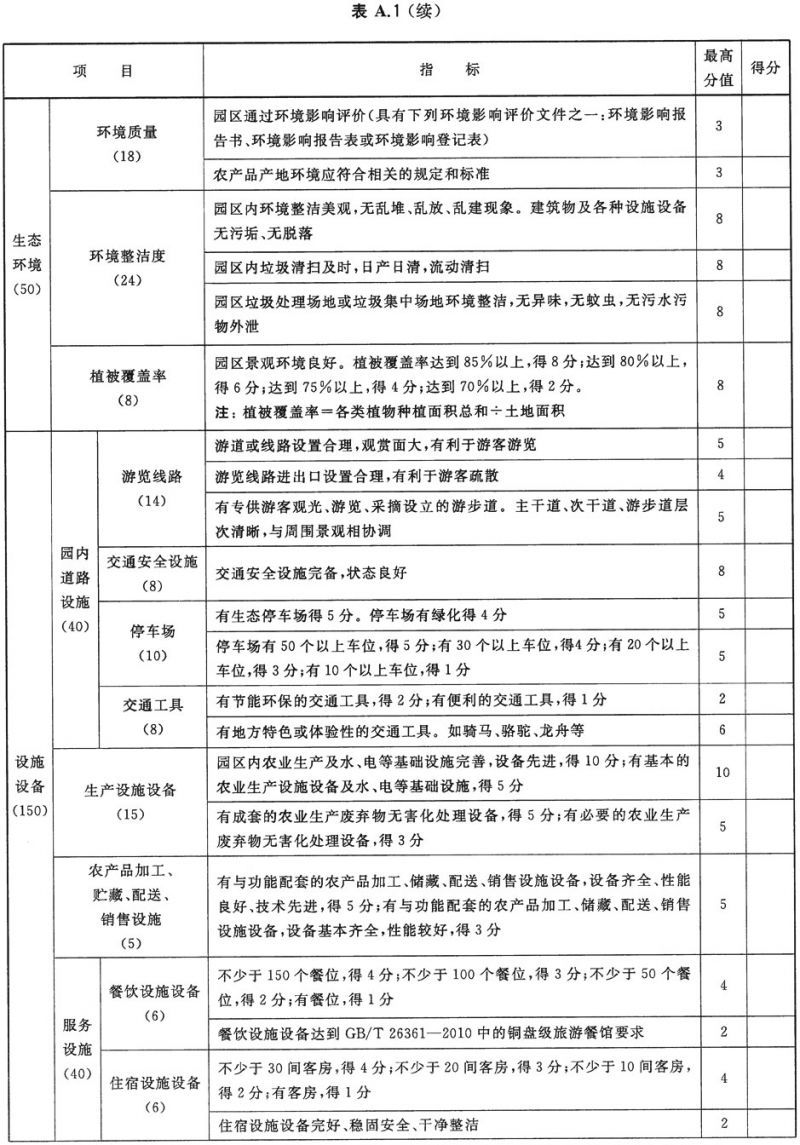 表 A.1（续）
项 目 指 标 最高分值 得分
生态环境(50)
环境质量(18)
园区通过环境影响评价(具有下列环境影响评价文件之一:环境影响报
告书、环境影响报告表或环境影响登记表) 3
农产品产地环境应符合相关的规定和标准 3
环境整洁度(24)
园区内环境整洁美观,无乱堆、乱放、乱建现象。建筑物及各种设施设备
无污垢、无脱落 8
园区内垃圾清扫及时,日产日清,流动清扫 8
园区垃圾处理场地或垃圾集中场地环境整洁,无异味,无蚊虫,无污水污
物外泄 8
植被覆盖率(8)
园区景观环境良好。植被覆盖率达到85%以上,得8分;达到80%以上,
得6分;达到75%以上,得4分;达到70%以上,得2分。
注:植被覆盖率=各类植物种植面积总和÷土地面积 8
设施设备(150)
园内道路设施(40)
游览线路(14)
游道或线路设置合理,观赏面大,有利于游客游览 5
游览线路进出口设置合理,有利于游客疏散 4
有专供游客观光、游览、采摘设立的游步道。主干道、次干道、游步道层
次清晰,与周围景观相协调 5
交通安全设施(8)
交通安全设施完备,状态良好 8
停车场(10)
有生态停车场得5分。停车场有绿化得4分 5
停车场有50个以上车位,得5分;有30个以上车位,得4分;有20个以上
车位,得3分;有10个以上车位,得1分 5
交通工具(8)
有节能环保的交通工具,得2分;有便利的交通工具,得1分 2
有地方特色或体验性的交通工具。如骑马、骆驼、龙舟等 6
生产设施设备(15)
园区内农业生产及水、电等基础设施完善,设备先进,得10分;有基本的
农业生产设施设备及水、电等基础设施,得5分 10
有成套的农业生产废弃物无害化处理设备,得5分;有必要的农业生产
废弃物无害化处理设备,得3分 5
农产品加工、
贮藏、配送、
销售设施
(5)
有与功能配套的农产品加工、储藏、配送、销售设施设备,设备齐全、性能
良好、技术先进,得5分;有与功能配套的农产品加工、储藏、配送、销售
设施设备,设备基本齐全,性能较好,得3分 5
服务设施(40)
餐饮设施设备(6)
不少于150个餐位,得4分;不少于100个餐位,得3分;不少于50个餐
位,得2分;有餐位,得1分 4
餐饮设施设备达到GB/T 26361—2010中的铜盘级旅游餐馆要求 2
住宿设施设备(6)
不少于30间客房,得4分;不少于20间客房,得3分;不少于10间客房,
得2分;有客房,得1分 4
住宿设施设备完好、稳固安全、干净整洁 2